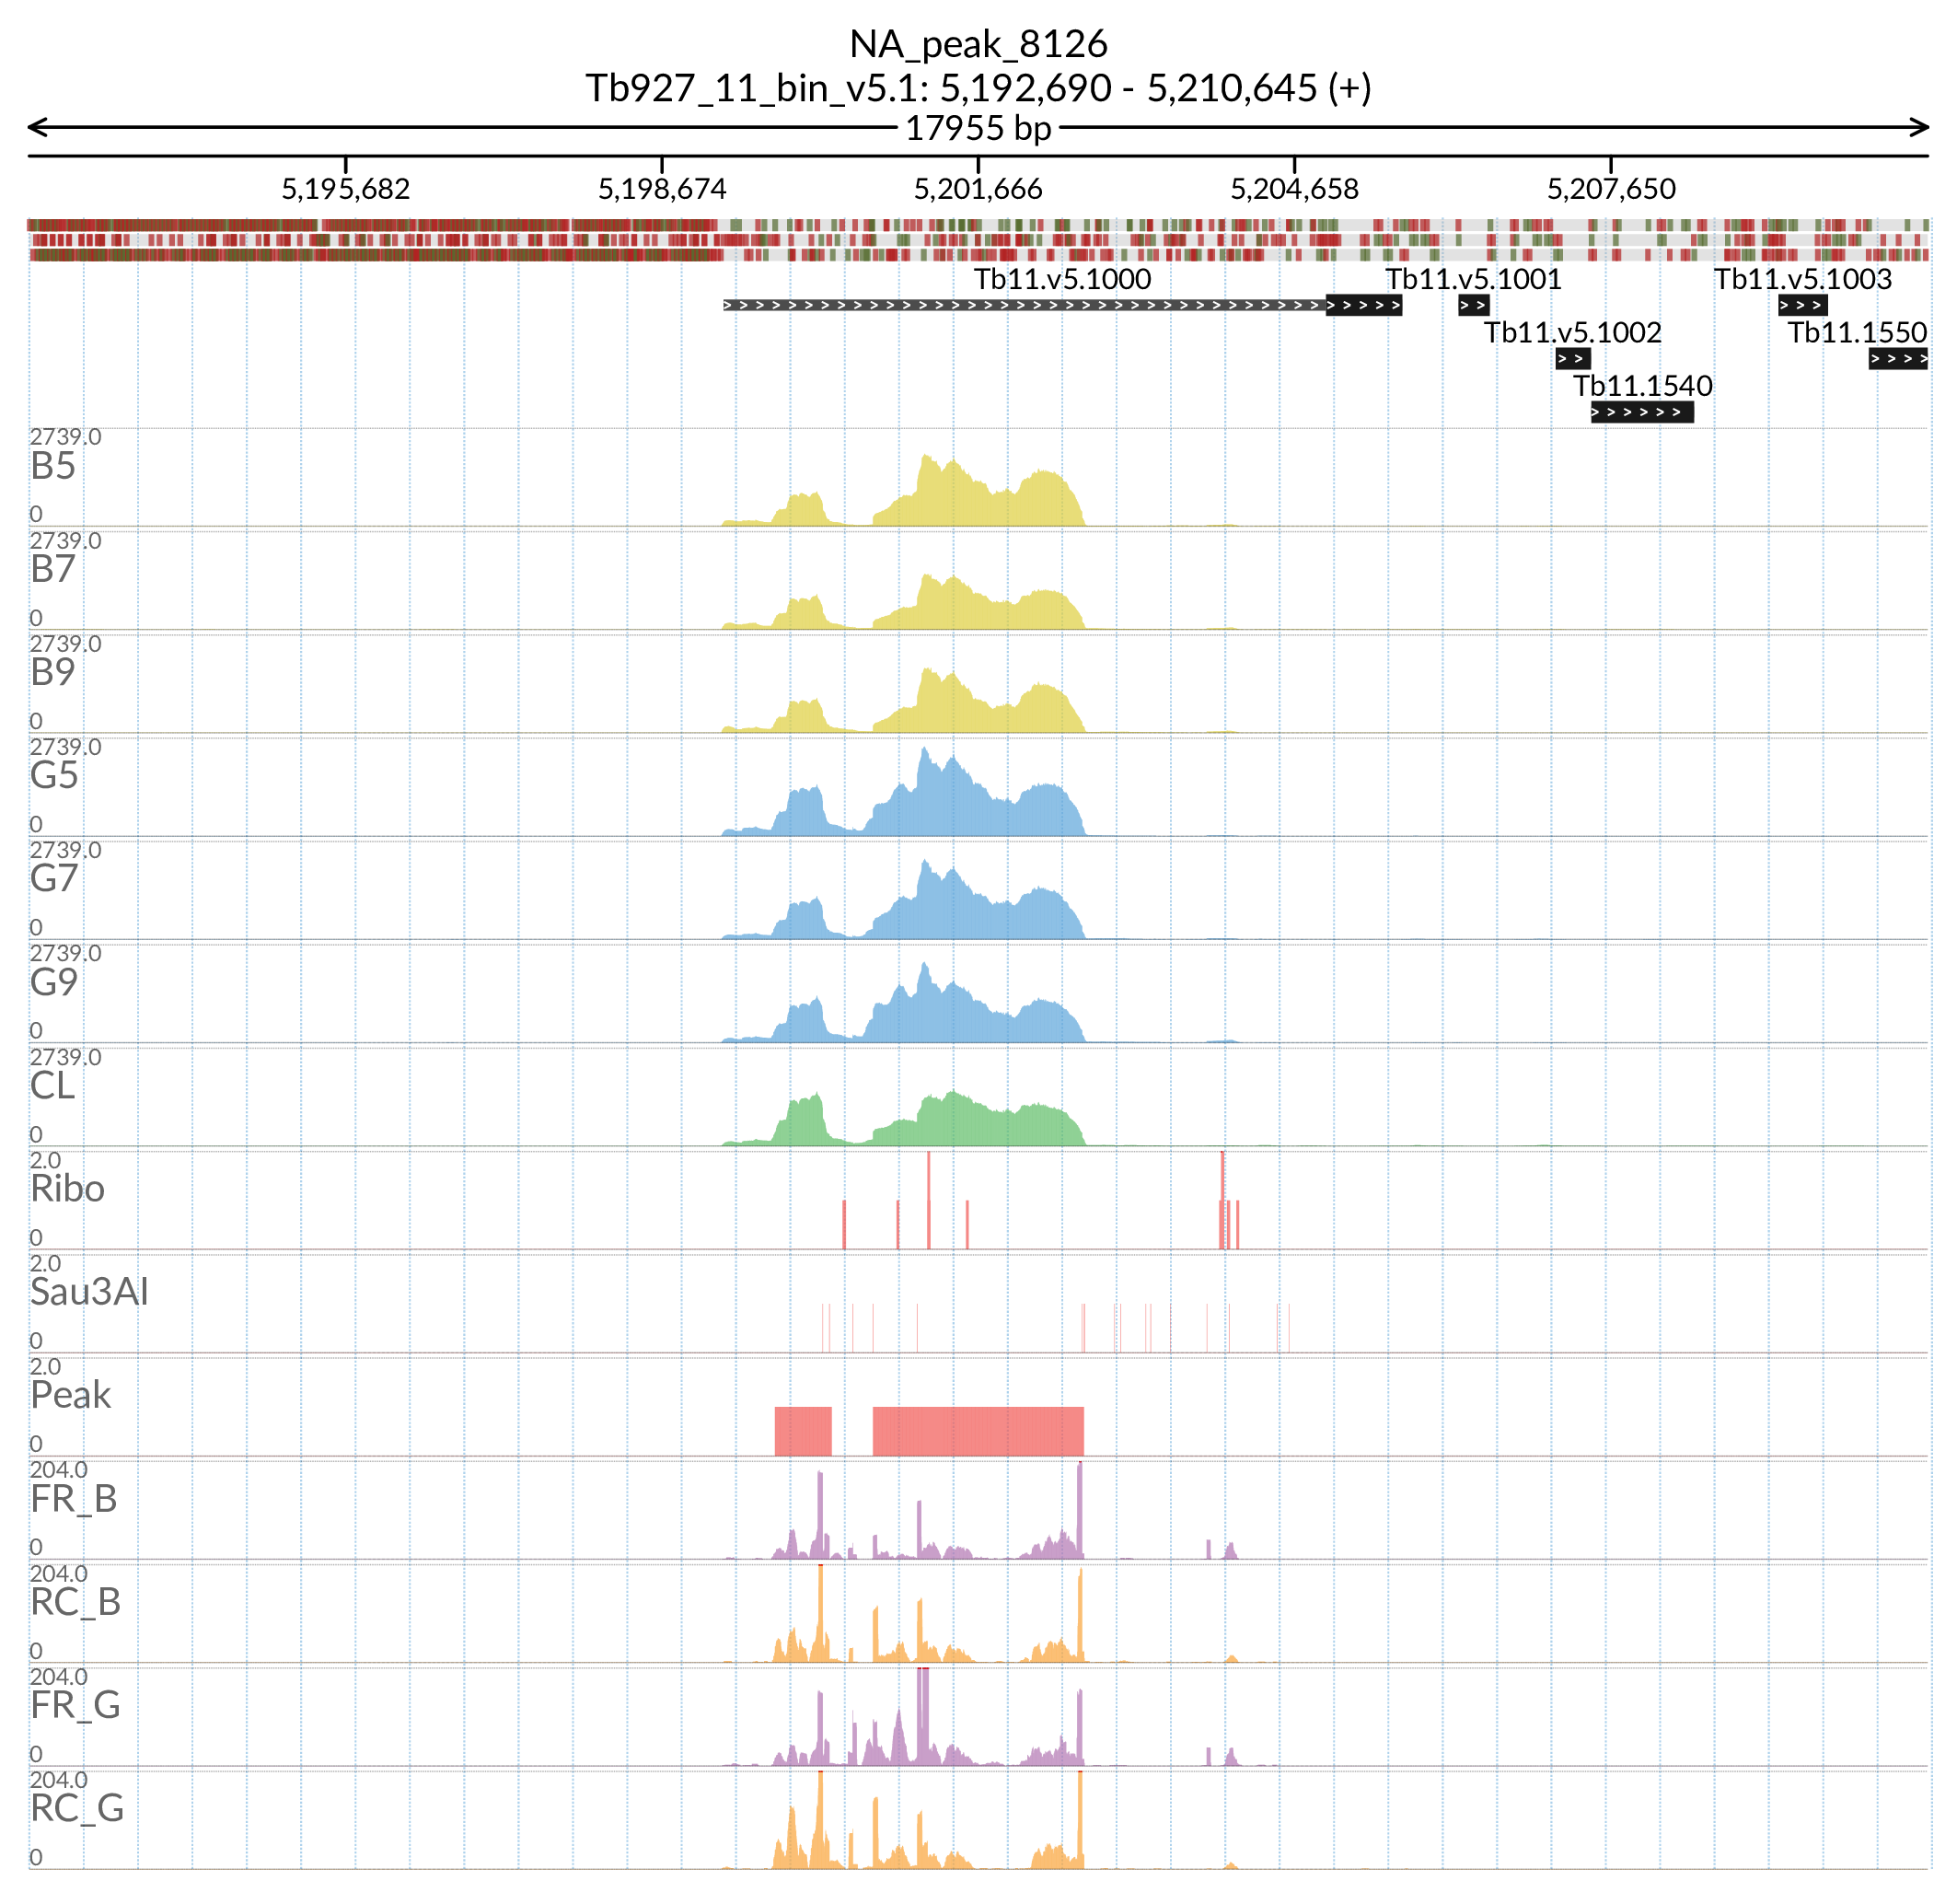 NA_peak_8126
Tb927_11_bin_v5.1: 5,192,690 - 5,210,645 (+)
17955 bp
5,195,682 5,198,674 5,201,666 5,204,658 5,207,650
Tb11.v5.1000 Tb11.v5.1001 Tb11.v5.1003
Tb11.v5.1002 Tb11.1550
Tb11.1540
2739.0
B5
0
2739.0
B7
0
2739.0
B9
0
2739.0
G5
0
2739.0
G7
0
2739.0
G9
0
2739.0
CL
0
2.0
Ribo
0
2.0
Sau3AI
0
2.0
Peak
0
204.0
FR_B
0
204.0
RC_B
0
204.0
FR_G
0
204.0
RC_G
0